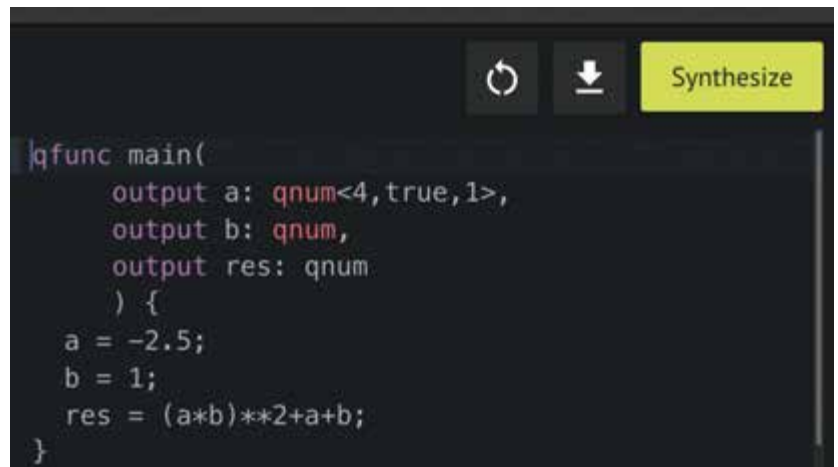 Synthesize
qfunc main(
output a: qnum<4,true,1>,
output b: qnum,
output res: qnum
) {
a = −2.5;
b = 1;
res = (a*b)**2+a+b;
}